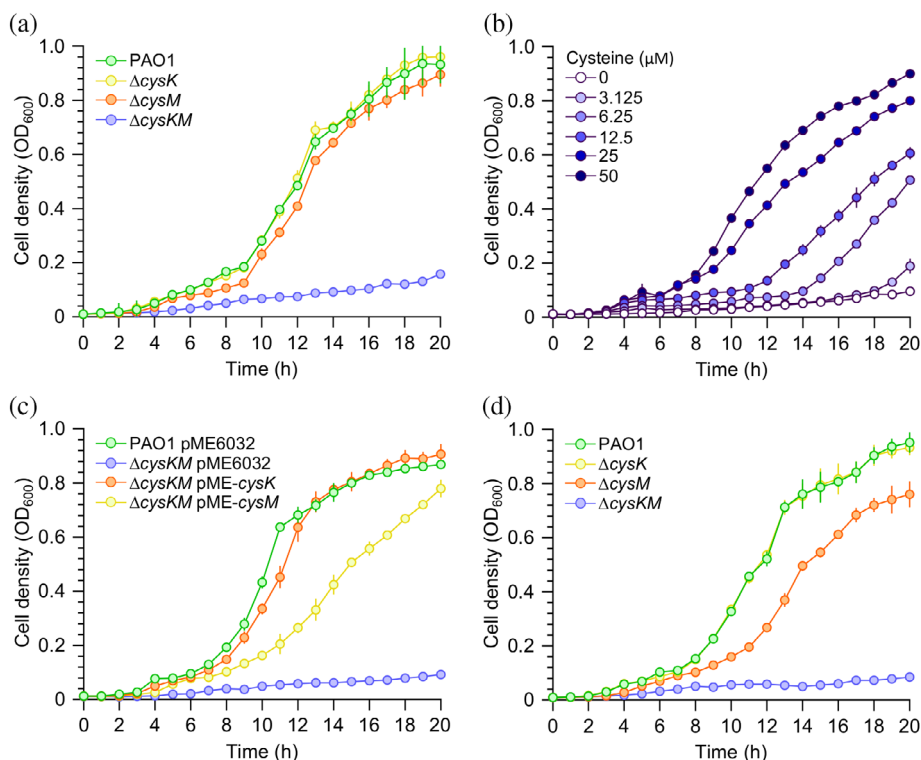 (a)
1.0
0.8
0.6
0.4
0.2
0
Cell density (OD600)
PAO1
ΔcysK
ΔcysM
ΔcysKM
0 2 4 6 8 10 12 14 16 18 20
Time (h)
(b)
1.0
0.8
0.6
0.4
0.2
0
Cell density (OD600)
Cysteine (μM)
0
3.125
6.25
12.5
25
50
0 2 4 6 8 10 12 14 16 18 20
Time (h)
(c)
1.0
0.8
0.6
0.4
0.2
0
Cell density (OD600)
PAO1 pME6032
ΔcysKM pME6032
ΔcysKM pME-cysK
ΔcysKM pME-cysM
0 2 4 6 8 10 12 14 16 18 20
Time (h)
(d)
1.0
0.8
0.6
0.4
0.2
0
Cell density (OD600)
PAO1
ΔcysK
ΔcysM
ΔcysKM
0 2 4 6 8 10 12 14 16 18 20
Time (h)